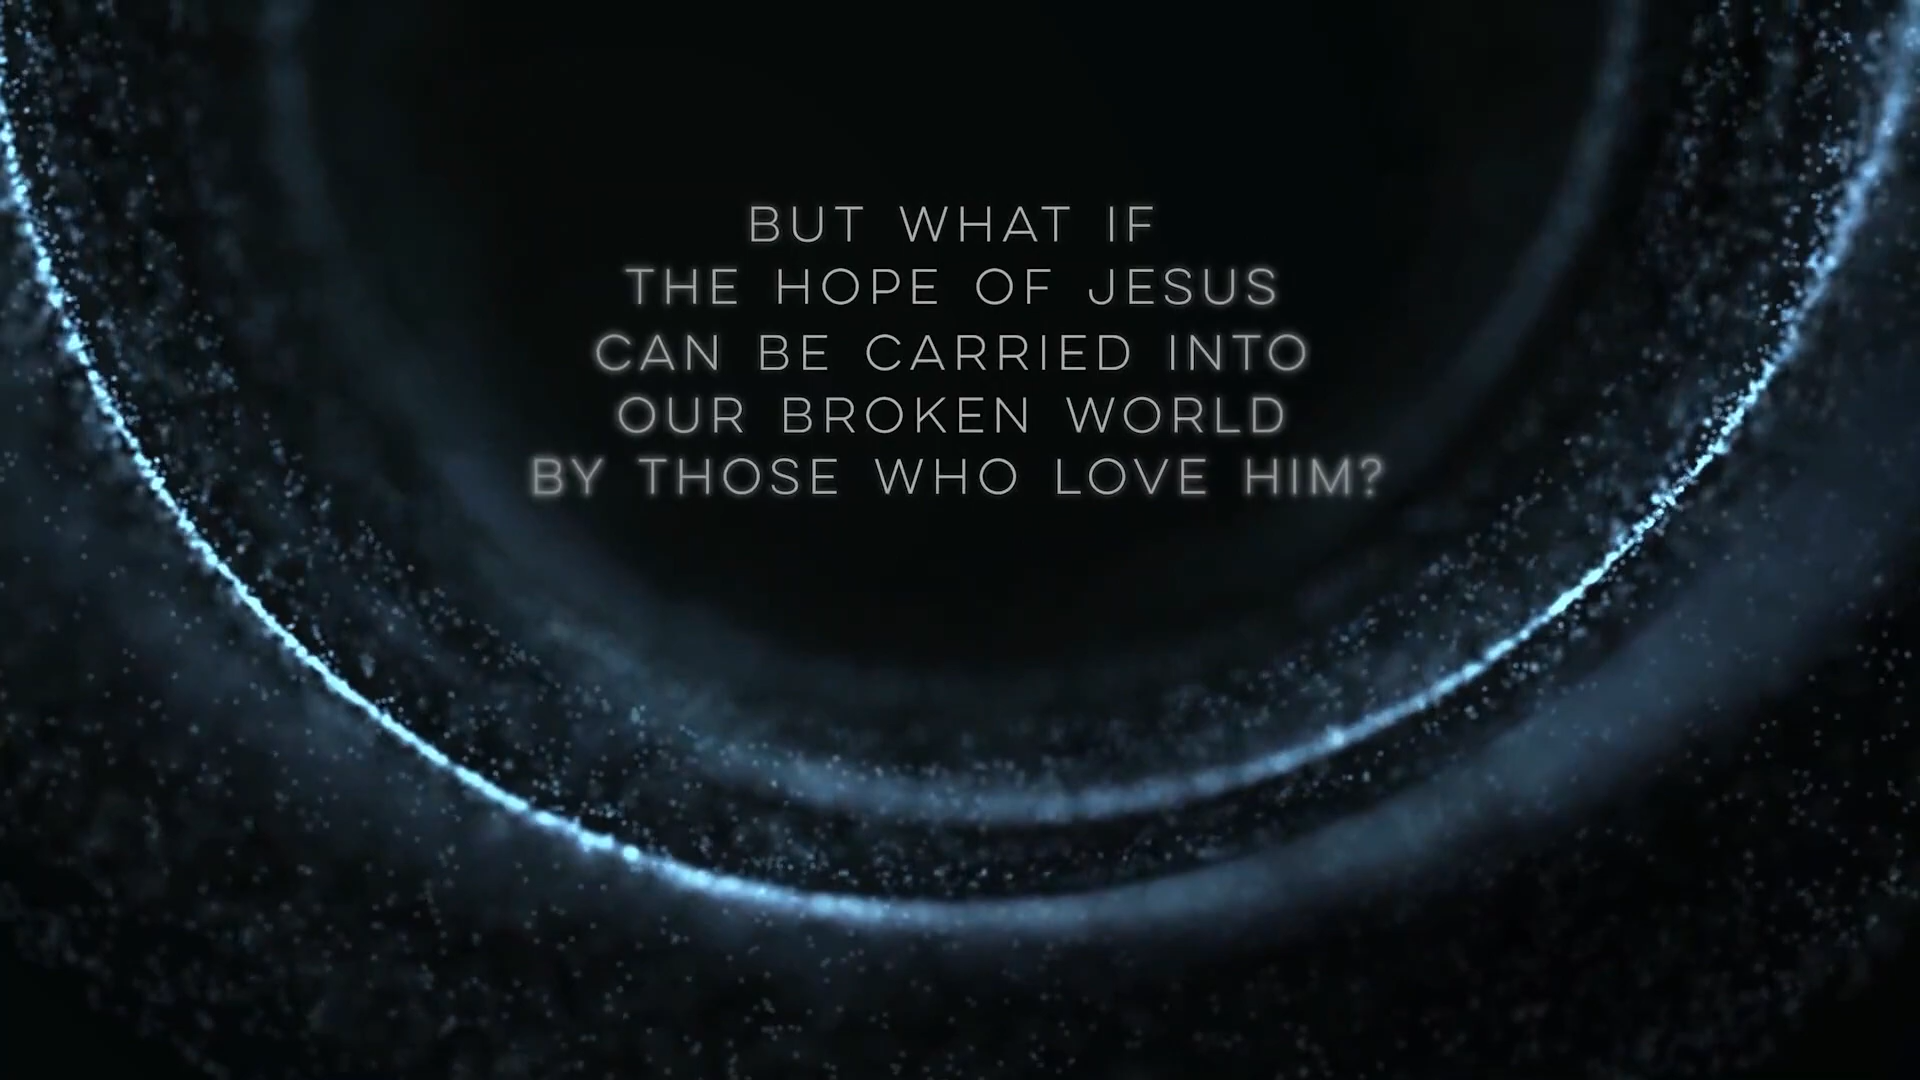 BUT WHAT IF
THE HOPE OF JESUS
CAN BE CARRIED INTO
OUR BROKEN WORLD
BY THOSE WHO LOVE HIM?